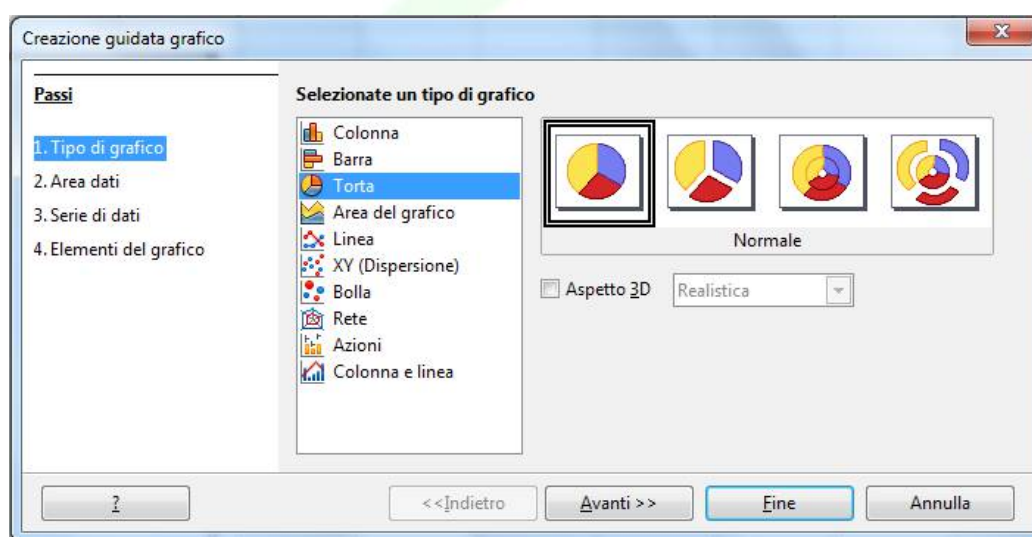 Creazione guidata grafico
Passi
1. Tipo di grafico
2. Area dati
3. Serie di dati
4. Elementi del grafico
Selezionate un tipo di grafico
Colonna
Barra
Torta
Area del grafico
Linea
XY (Dispersione)
Bolla
Rete
Azioni
Colonna e linea
Normale
Aspetto 3D
Realistica
?
<<Indietro
Avanti >>
Fine
Annulla